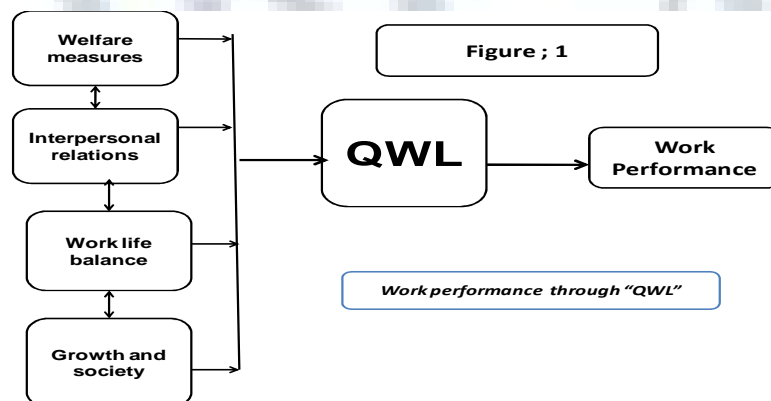 Welfare
measures
Figure ; 1
Interpersonal
relations
QWL
Work
Performance
Work life
balance
Work performance through “QWL”
Growth and
society